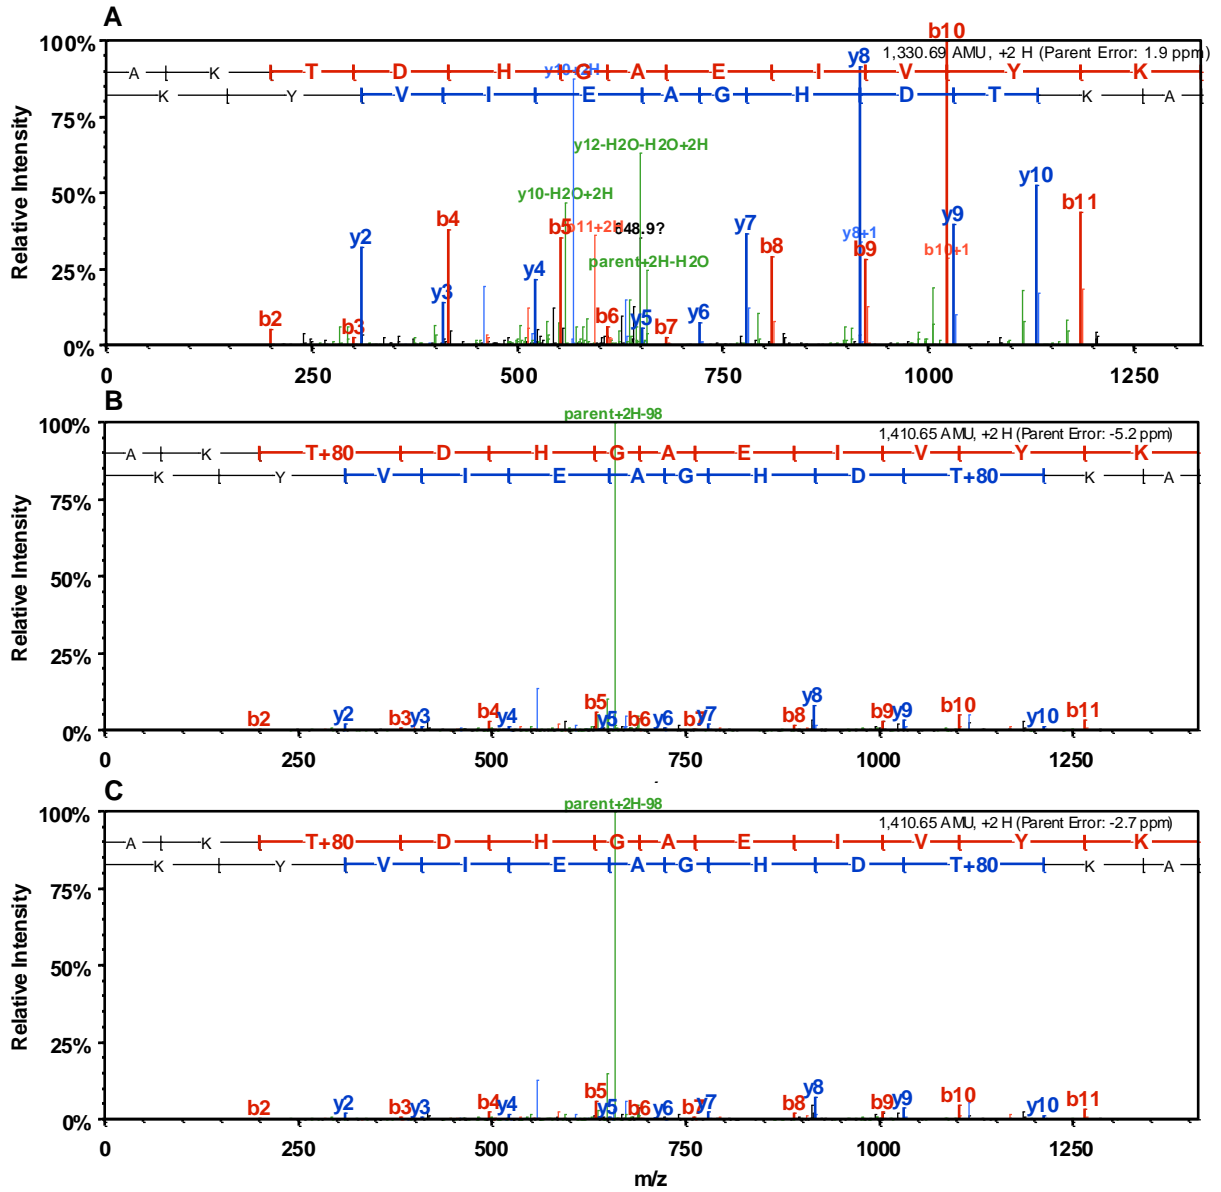 A
b10
100%
1,330.69 AMU, +2 H (Parent Error: 1.9 ppm)
y8
A K T D H G A E I V Y K
y10+2H
K Y V I E A G H D T K A
75%
y12-H2O-H2O+2H
y10
50%
y10-H2O+2H
b11
b4 b5 b11+2H 648.9? y7 y9
y2 y8+1
b10+1
b8 b9
parent+2H-H2O
25%
y4
y3
b2 b3 b6 y5 b7 y6
0%
0 250 500 750 1000 1250
Relative Intensity
B
parent+2H-98
100%
1,410.65 AMU, +2 H (Parent Error: -5.2 ppm)
A K T+80 D H G A E I V Y K
K Y V I E A G H D T+80 K A
75%
50%
25%
b2 y2 b3 y3 b4 y4 b5 y5 b6 y6 b7 y7 b8 y8 b9 y9 b10 y10 b11
0%
0 250 500 750 1000 1250
Relative Intensity
C
parent+2H-98
100%
1,410.65 AMU, +2 H (Parent Error: -2.7 ppm)
A K T+80 D H G A E I V Y K
K Y V I E A G H D T+80 K A
75%
50%
25%
b2 y2 b3 y3 b4 y4 b5 y5 b6 y6 b7 y7 b8 y8 b9 y9 b10 y10 b11
0%
0 250 500 750 1000 1250
Relative Intensity
m/z